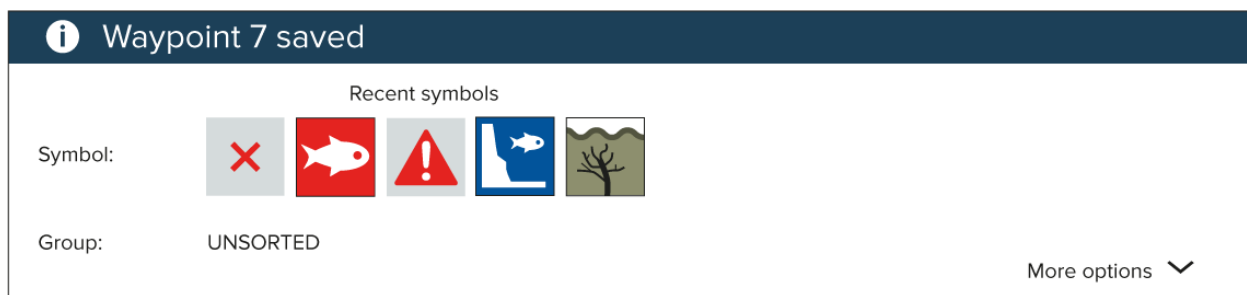 Waypoint 7 saved
Recent symbols
Symbol:
Group: UNSORTED
More options